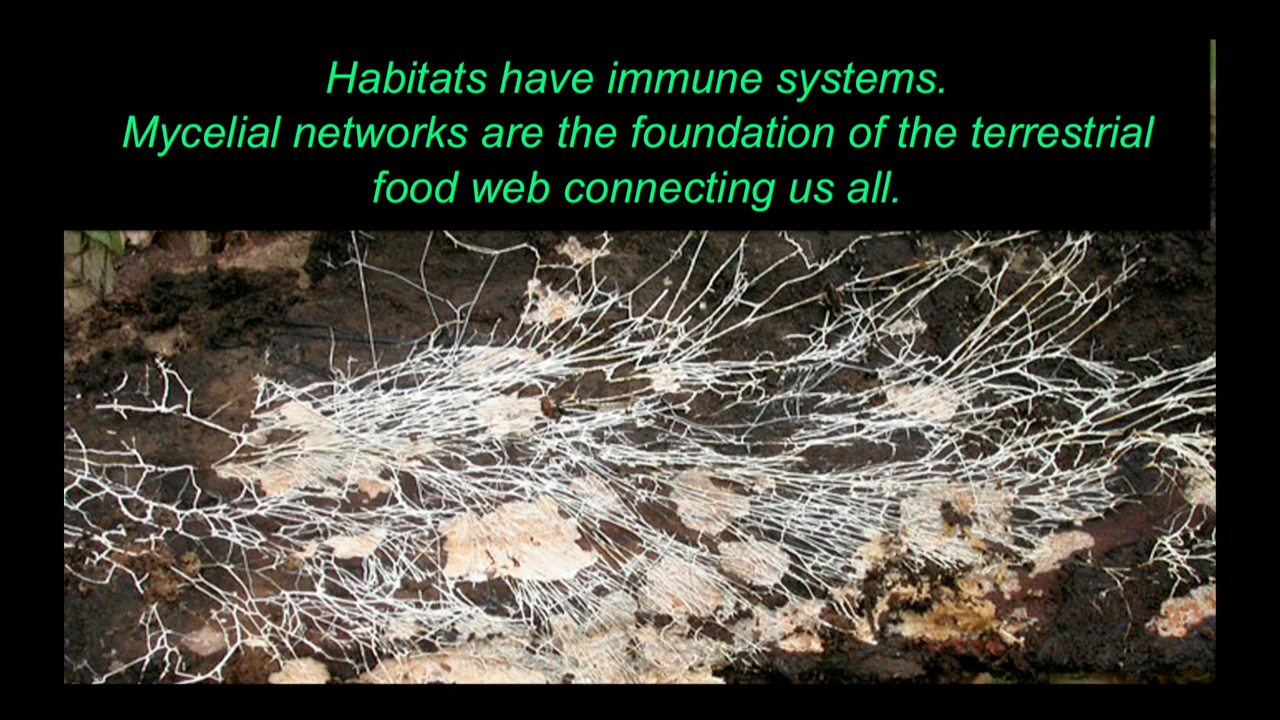 Habitats have immune systems.
Mycelial networks are the foundation of the terrestrial
food web connecting us all.